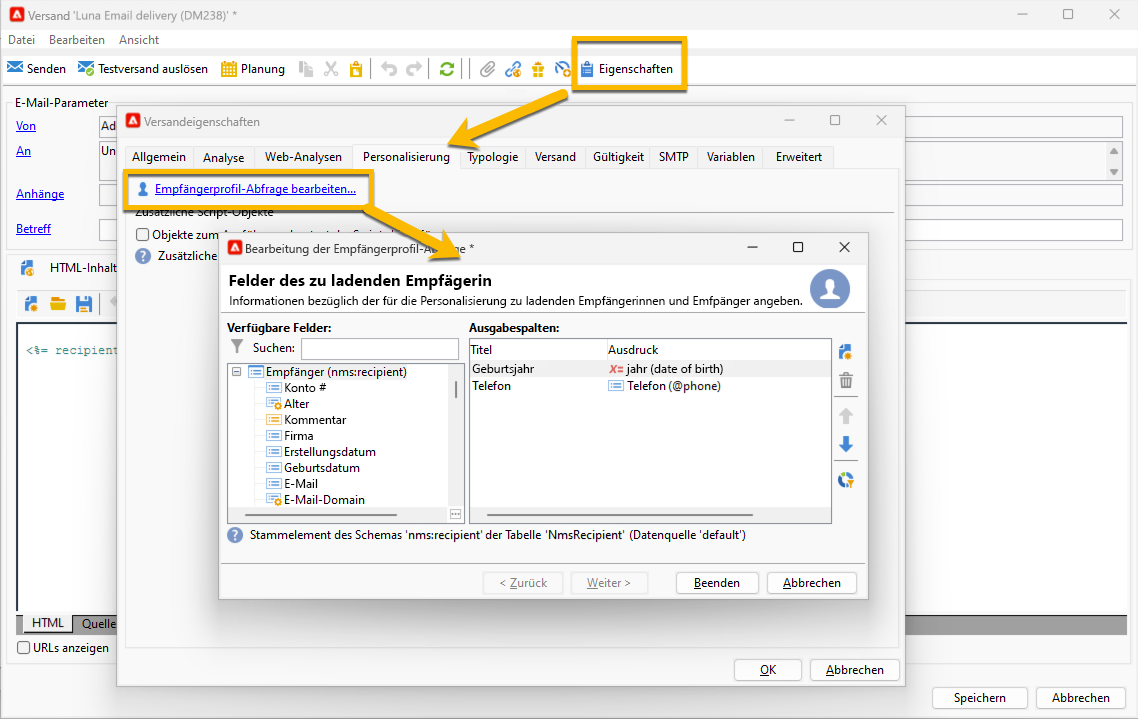 Versand 'Luna Email delivery (DM238)' *
Datei Bearbeiten Ansicht
Senden Testversand auslösen Planung Eigenschaften
E-Mail-Parameter
Von Ad
An Un
Anhänge
Betreff
HTML-Inhalt
<%= recipient
HTML Quelle
URLs anzeigen
Speichern Abbrechen
Versandeigenschaften
Allgemein Analyse Web-Analysen Personalisierung Typologie Versand Gültigkeit SMTP Variablen Erweitert
Empfängerprofil-Abfrage bearbeiten...
Zusätzliche Script-Objekte
Objekte zum
Zusätzliche
OK Abbrechen
Bearbeitung der Empfängerprofil-Abfrage *
Felder des zu ladenden Empfägerin
Informationen bezüglich der für die Personalisierung zu ladenden Empfängerinnen und Emfpänger angeben.
Verfügbare Felder: Ausgabespalten:
Suchen:
Titel Ausdruck
Empfänger (nms:recipient)
Geburtsjahr jahr (date of birth)
Konto #
Telefon Telefon (@phone)
Alter
Kommentar
Firma
Erstellungsdatum
Geburtsdatum
E-Mail
E-Mail-Domain
Stammelement des Schemas 'nms:recipient' der Tabelle 'NmsRecipient' (Datenquelle 'default')
< Zurück Weiter > Beenden Abbrechen